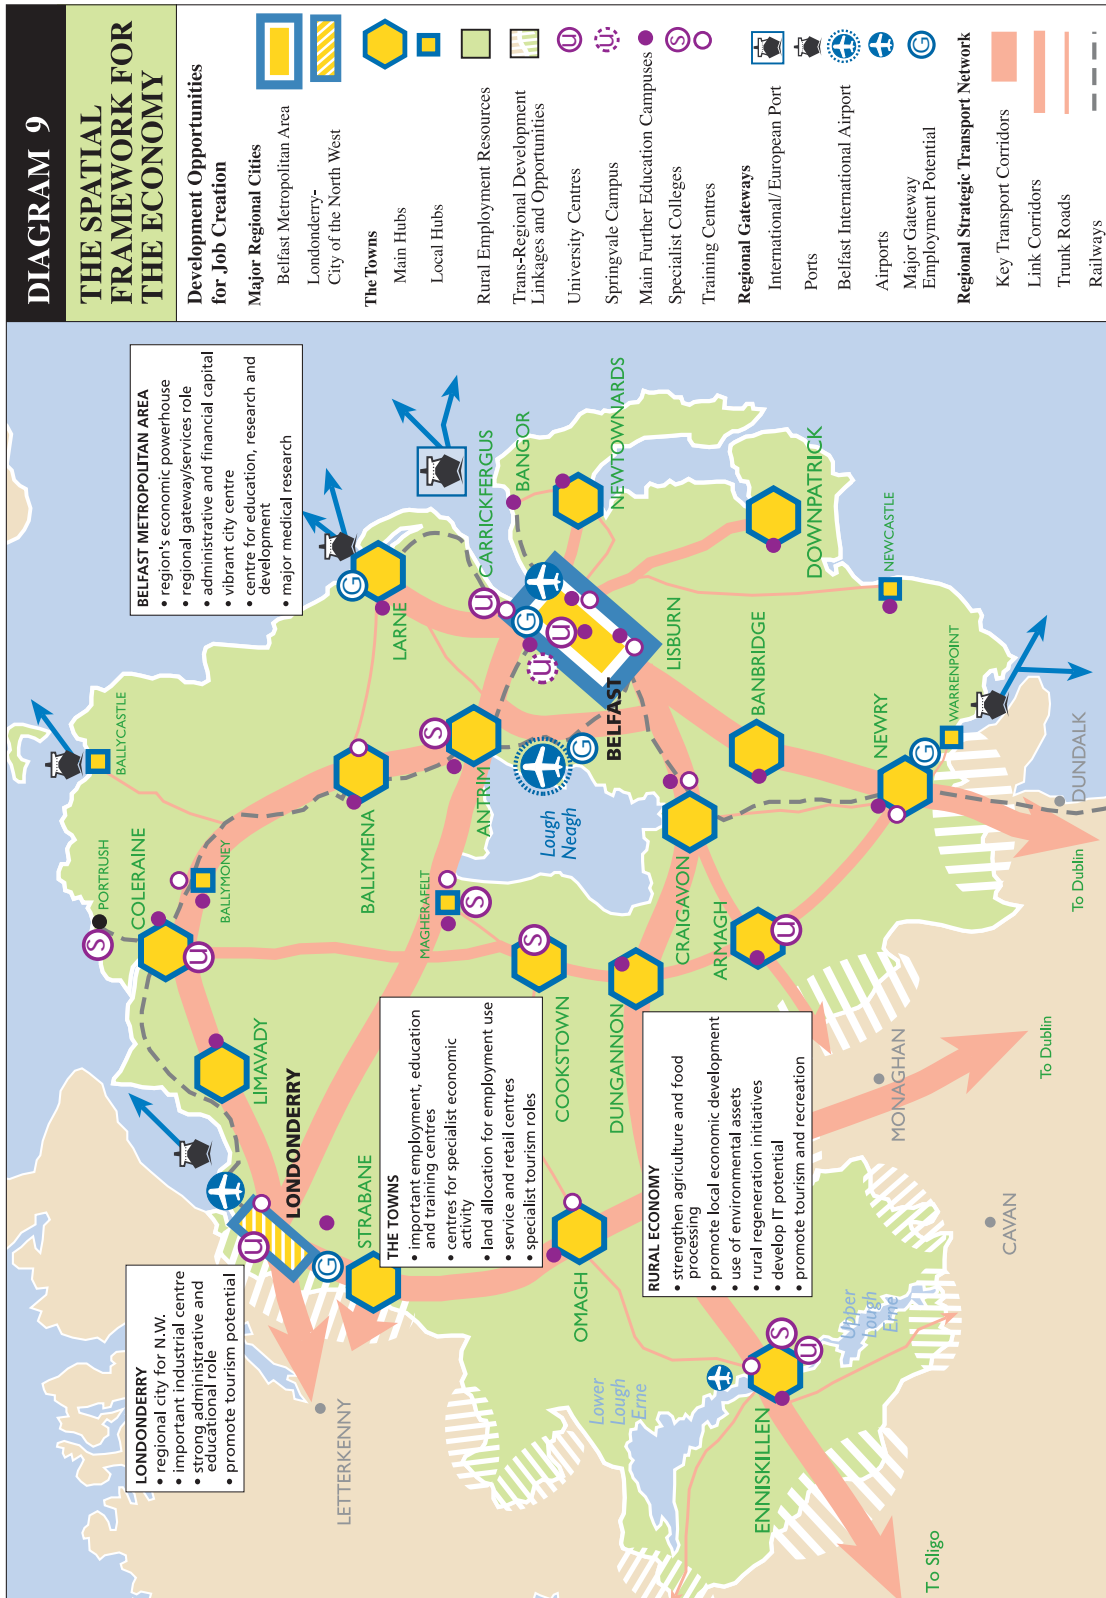 DIAGRAM 9
THE SPATIAL
FRAMEWORK FOR
THE ECONOMY
Development Opportunities
for Job Creation
Major Regional Cities
Belfast Metropolitan Area
Londonderry-
City of the North West
The Towns
Main Hubs
Local Hubs
Rural Employment Resources
Trans-Regional Development
Linkages and Opportunities
University Centres
U
Springvale Campus
U
Main Further Education Campuses
Specialist Colleges
S
Training Centres
Regional Gateways
International/ European Port
Ports
Belfast International Airport
Airports
Major Gateway
Employment Potential
G
Regional Strategic Transport Network
Key Transport Corridors
Link Corridors
Trunk Roads
Railways
BELFAST METROPOLITAN AREA
• region's economic powerhouse
• regional gateway/services role
• administrative and financial capital
• vibrant city centre
• centre for education, research and
development
• major medical research
LONDONDERRY
• regional city for N.W.
• important industrial centre
• strong administrative and
educational role
• promote tourism potential
THE TOWNS
• important employment, education
and training centres
• centres for specialist economic
activity
• land allocation for employment use
• service and retail centres
• specialist tourism roles
RURAL ECONOMY
• strengthen agriculture and food
processing
• promote local economic development
• use of environmental assets
• rural regeneration initiatives
• develop IT potential
• promote tourism and recreation
BALLYCASTLE
PORTRUSH
S
COLERAINE
U
BALLYMONEY
LIMAVADY
LONDONDERRY
U
G
STRABANE
LETTERKENNY
LARNE
G
BALLYMENA
ANTRIM
S
MAGHERAFELT
S
COOKSTOWN
S
CARRICKFERGUS
U
BANGOR
NEWTOWNARDS
BELFAST
G
U
U
G
LISBURN
Lough
Neagh
DOWNPATRICK
NEWCASTLE
BANBRIDGE
CRAIGAVON
DUNGANNON
ARMAGH
U
OMAGH
NEWRY
G
WARRENPOINT
DUNDALK
To Dublin
MONAGHAN
To Dublin
CAVAN
Lower
Lough
Erne
Upper
Lough
Erne
ENNISKILLEN
S
U
To Sligo